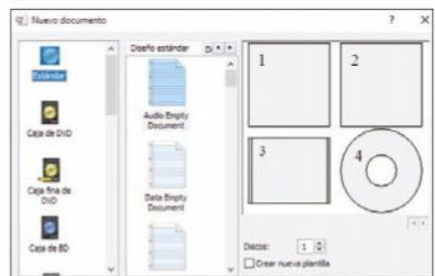 Nuevo documento
Estándar
Caja de DVD
Caja fina de
DVD
Caja de BD
Diseño estándar
Audio Empty
Document
Data Empty
Document
1
2
3
4
Discos:
1
Crear nueva plantilla